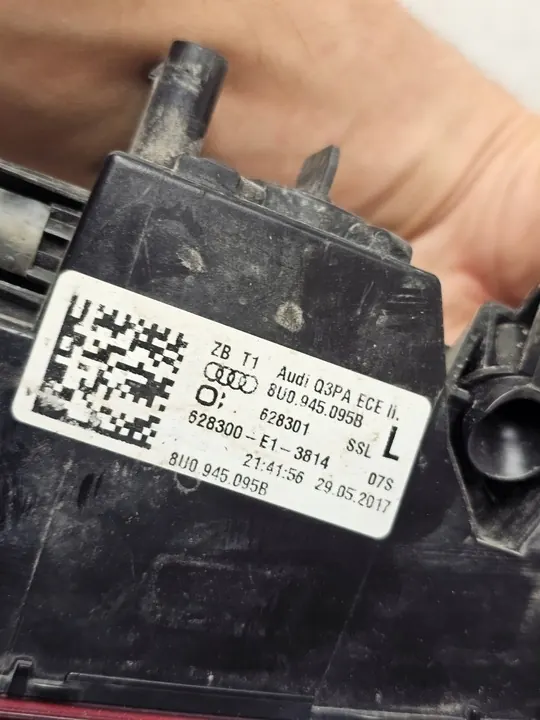 ZB T1 Audi Q3PA ECE II.
8U0.945.095B
628301 SSL L
628300-E1-3814 07S
21:41:56 29.05.2017
8U0.945.095B